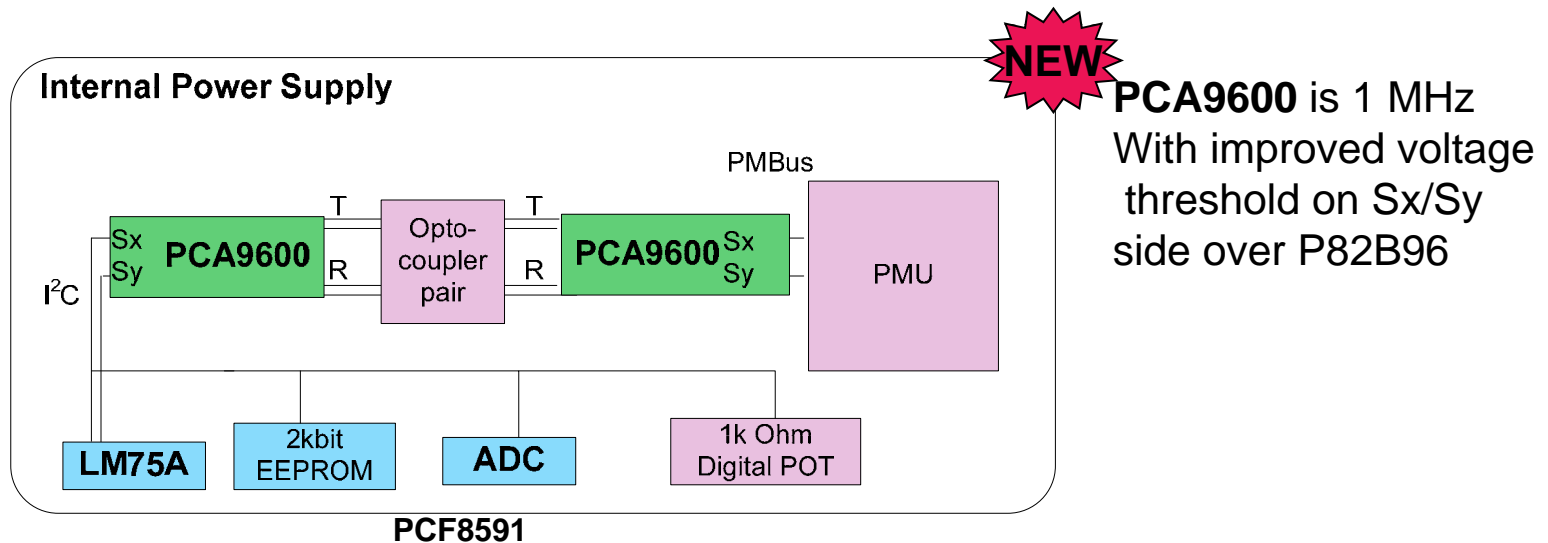 NEW
Internal Power Supply
PCA9600 is 1 MHz
With improved voltage
threshold on Sx/Sy
side over P82B96
PMBus
T
T
Sx
PCA9600
Sy
Opto-
coupler
pair
PCA9600
Sx
Sy
PMU
R
R
I²C
LM75A
2kbit
EEPROM
ADC
1k Ohm
Digital POT
PCF8591